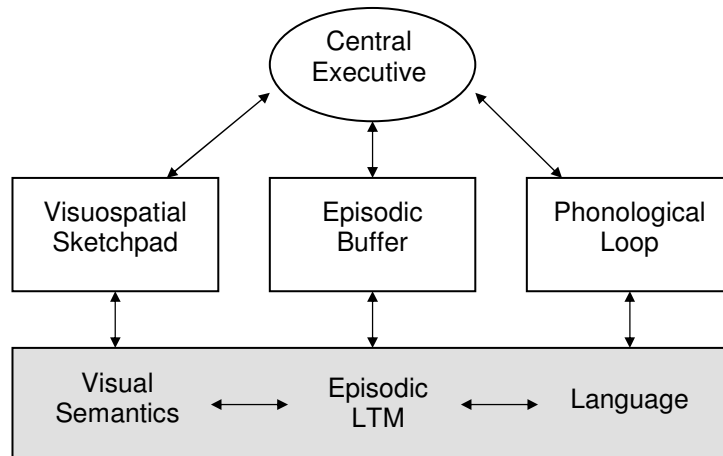 Central
Executive
Visuospatial
Sketchpad
Episodic
Buffer
Phonological
Loop
Visual
Semantics
Episodic
LTM
Language